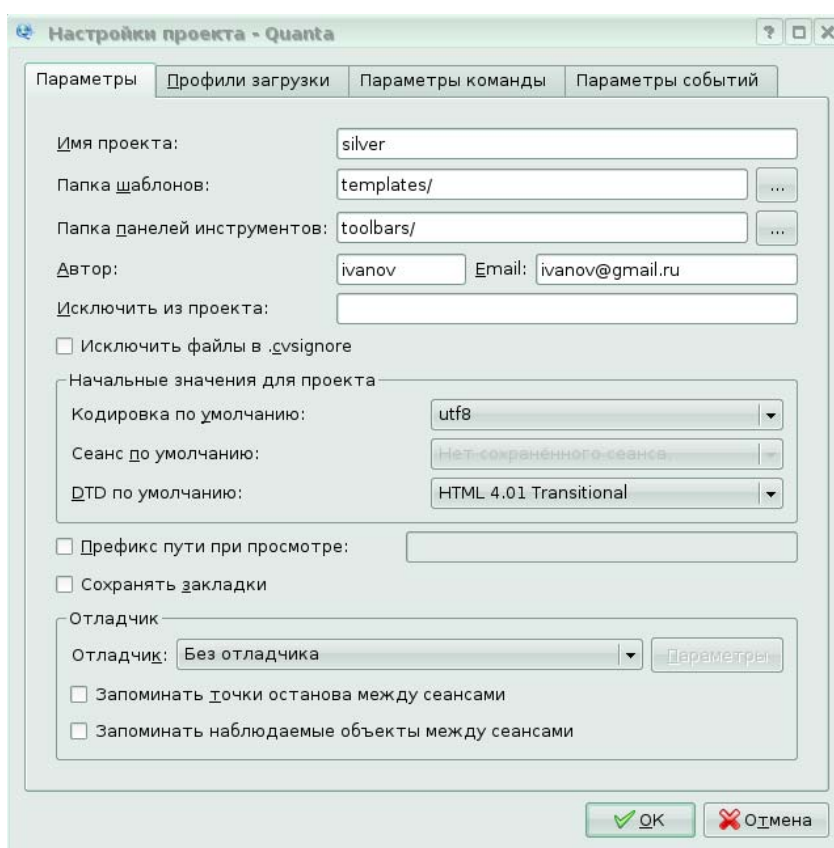 Настройки проекта - Quanta
Параметры Профили загрузки Параметры команды Параметры событий
Имя проекта: silver
Папка шаблонов: templates/ ...
Папка панелей инструментов: toolbars/ ...
Автор: ivanov Email: ivanov@gmail.ru
Исключить из проекта:
Исключить файлы в .cvsignore
Начальные значения для проекта
Кодировка по умолчанию: utf8
Сеанс по умолчанию: Нет сохранённого сеанса
DTD по умолчанию: HTML 4.01 Transitional
Префикс пути при просмотре:
Сохранять закладки
Отладчик
Отладчик: Без отладчика Параметры
Запоминать точки останова между сеансами
Запоминать наблюдаемые объекты между сеансами
OK Отмена